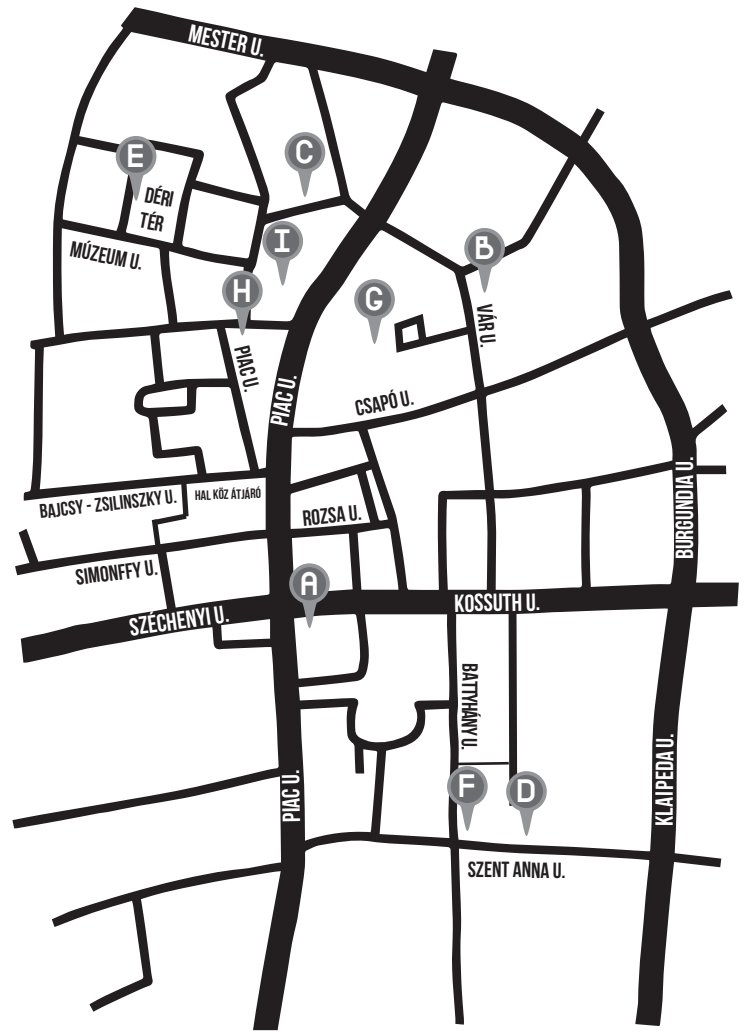 MESTER U.
E
C
DÉRI
TÉR
I
B
MÚZEUM U.
H
G
VÁR U.
PIAC U.
PIAC U.
CSAPÓ U.
BAJCSY - ZSILINSZKY U.
HAL KÖZ ÁTJÁRÓ
ROZSA U.
BURGUNDIA U.
SIMONFFY U.
A
SZÉCHENYI U.
KOSSUTH U.
BATTYHÁNY U.
PIAC U.
KLAIPEDA U.
F
D
SZENT ANNA U.